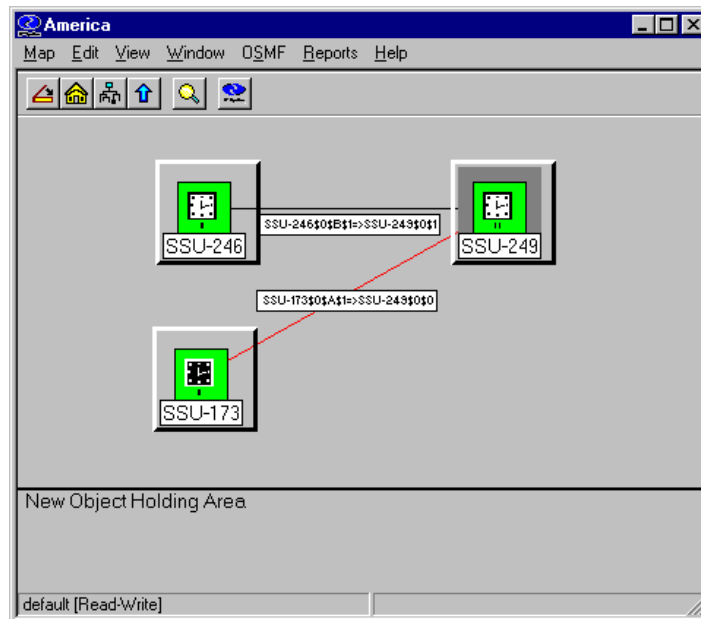 America
Map Edit View Window OSMF Reports Help
SSU-246
SSU-246$0$B$1=>SSU-249$0$1
SSU-249
SSU-173$0$A$1=>SSU-249$0$0
SSU-173
New Object Holding Area
default [Read-Write]